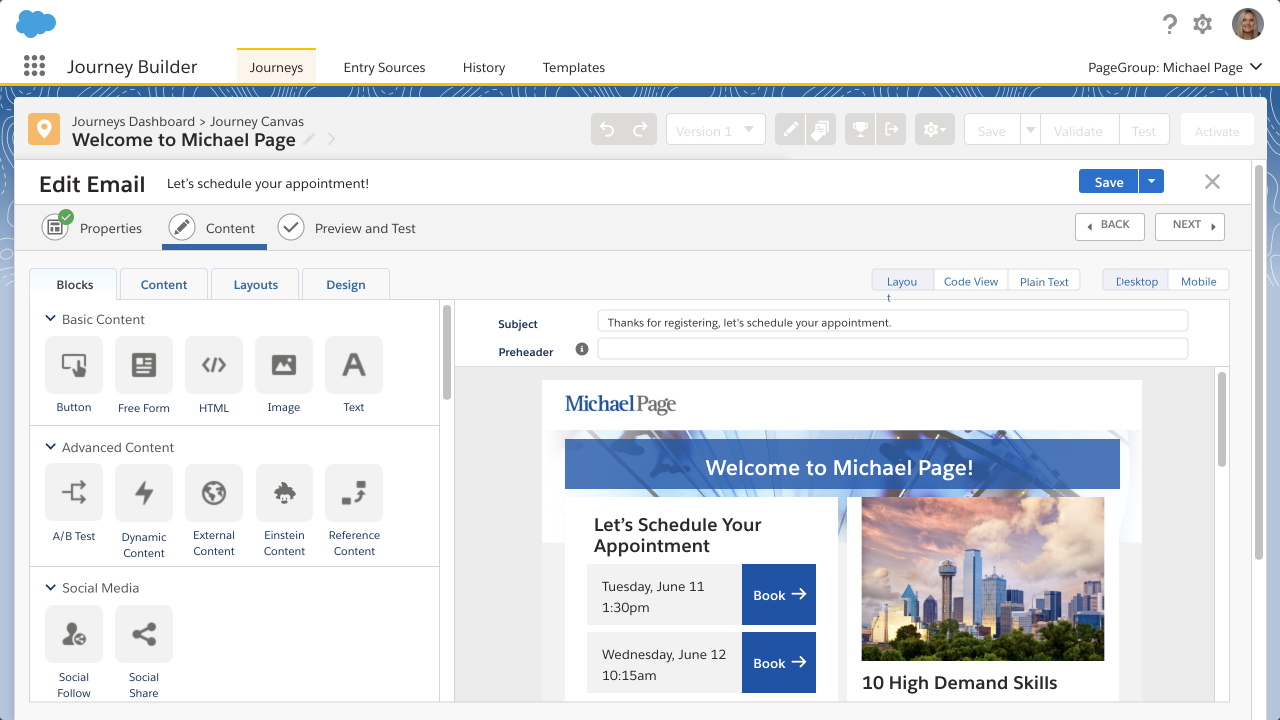 Journey Builder
Journeys
Entry Sources
History
Templates
PageGroup: Michael Page
Journeys Dashboard > Journey Canvas
Welcome to Michael Page
Version 1
Save
Validate
Test
Activate
Edit Email
Let's schedule your appointment!
Save
Properties
Content
Preview and Test
BACK
NEXT
Blocks
Content
Layouts
Design
Layou
t
Code View
Plain Text
Desktop
Mobile
Basic Content
Button
Free Form
HTML
Image
Text
Advanced Content
A/B Test
Dynamic
Content
External
Content
Einstein
Content
Reference
Content
Social Media
Social
Follow
Social
Share
Subject
Thanks for registering, let's schedule your appointment.
Preheader
MichaelPage
Welcome to Michael Page!
Let's Schedule Your
Appointment
Tuesday, June 11
1:30pm
Book
Wednesday, June 12
10:15am
Book
10 High Demand Skills